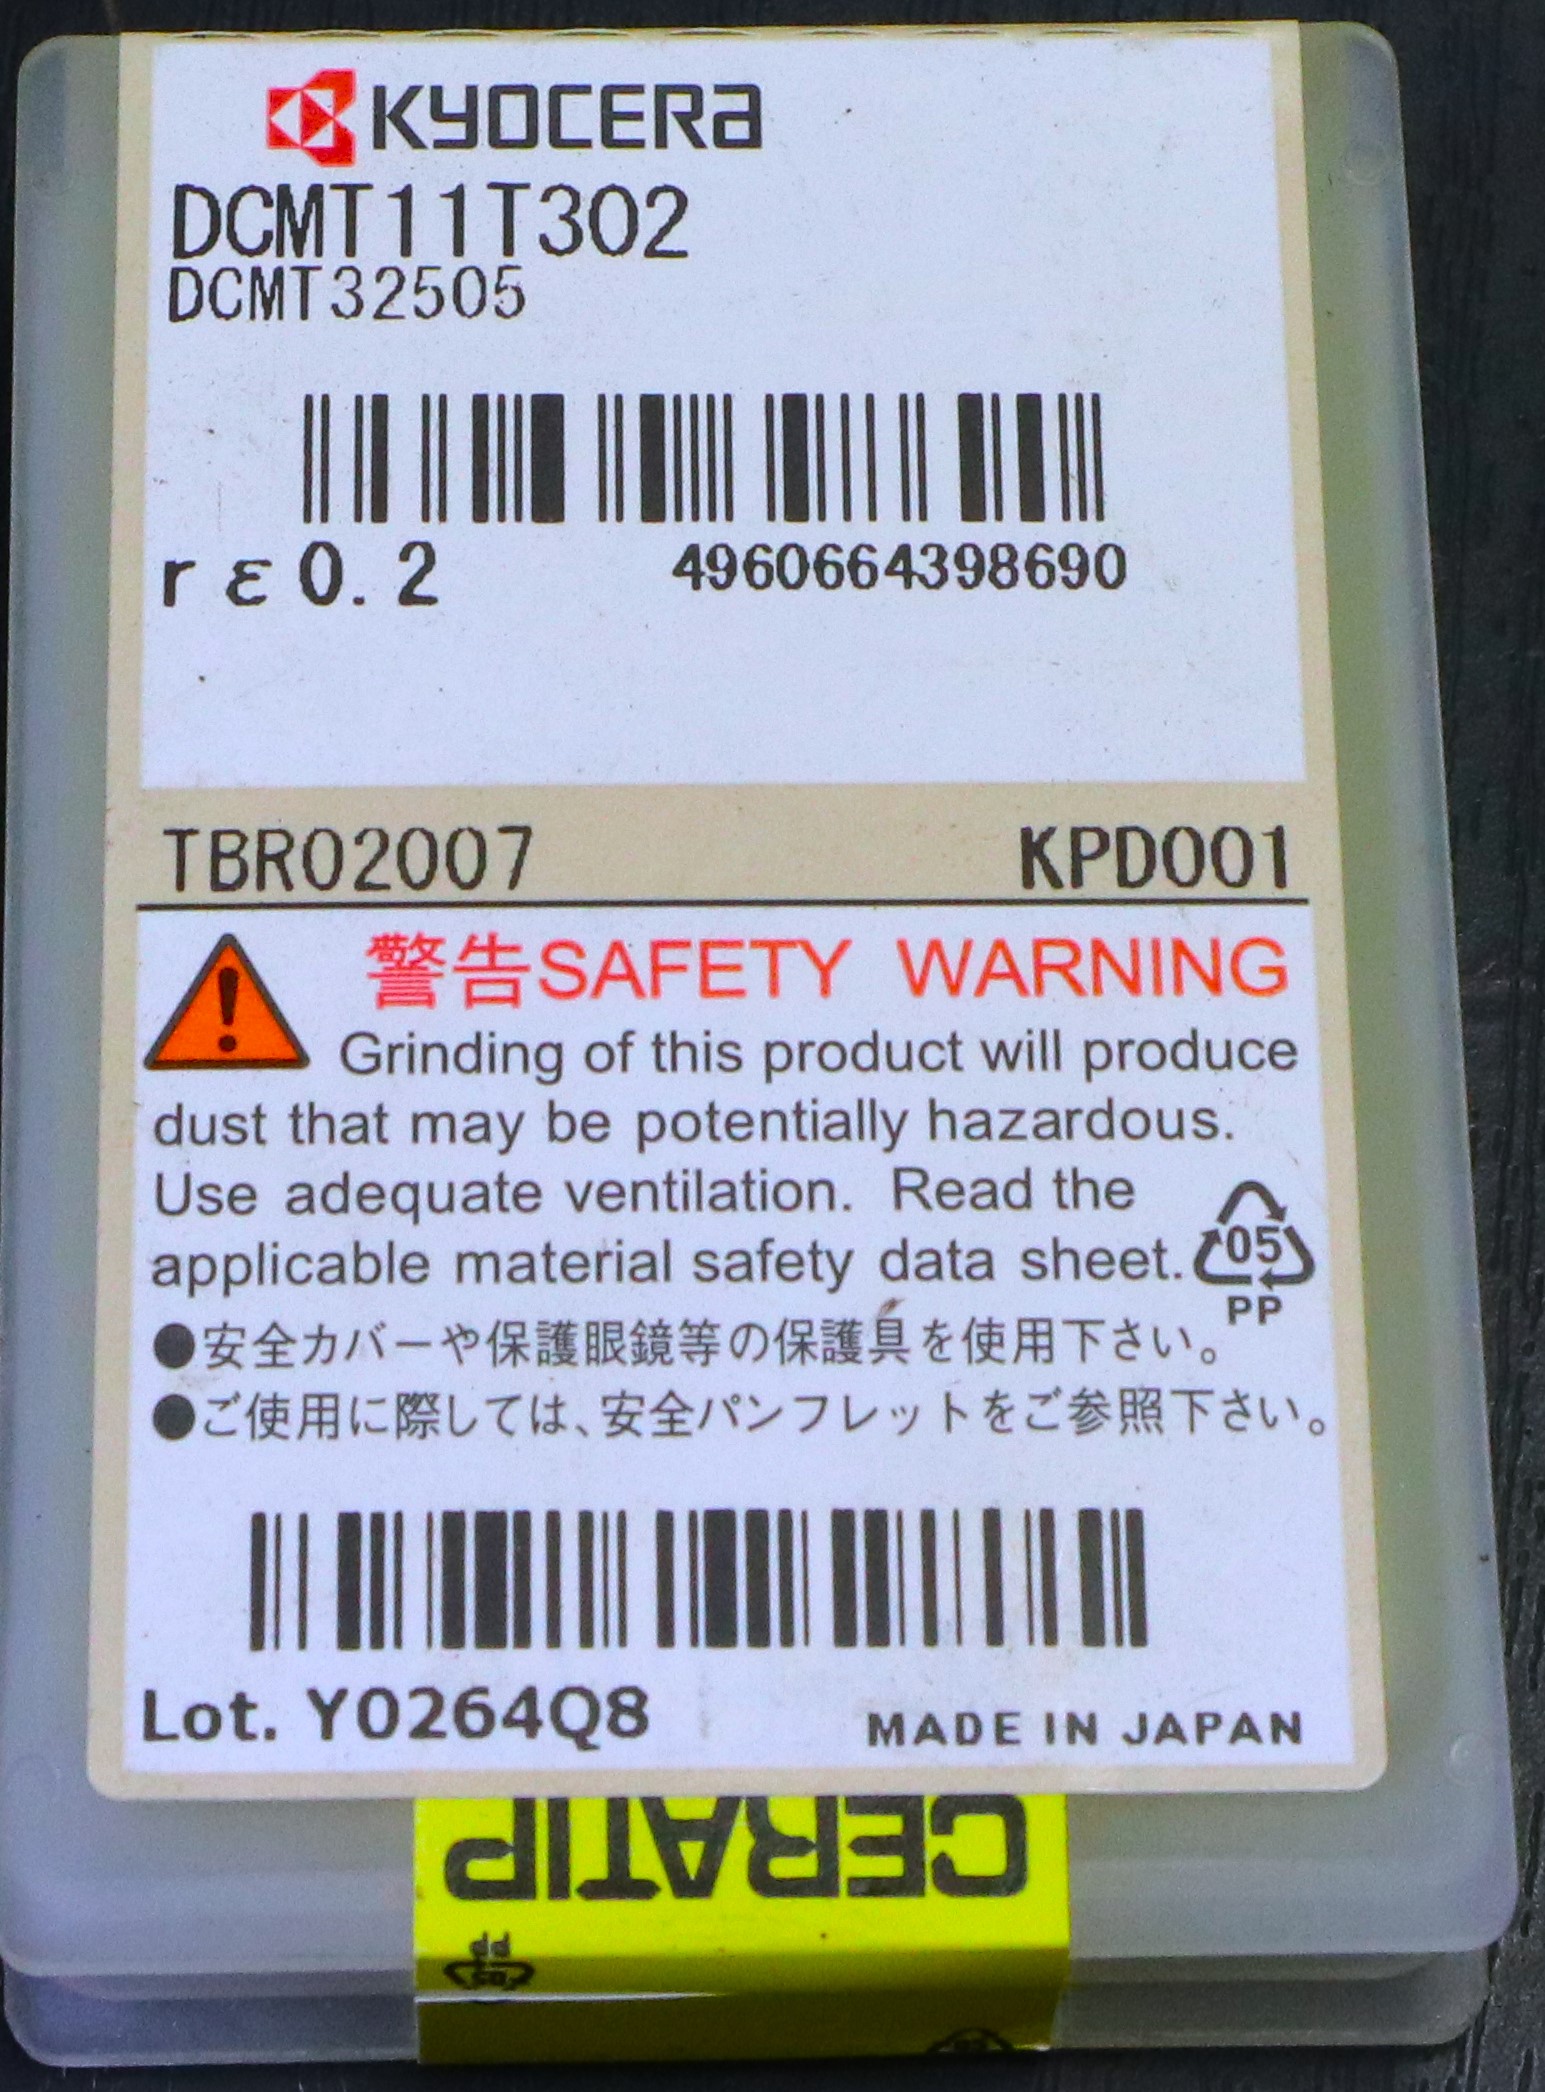 KYOCERA
DCMT11T302
DCMT32505
rε0.2 4960664398690
TBR02007 KPD001
警告SAFETY WARNING
Grinding of this product will produce
dust that may be potentially hazardous.
Use adequate ventilation. Read the
applicable material safety data sheet.
05
PP
●安全カバーや保護眼鏡等の保護具を使用下さい。
●ご使用に際しては、安全パンフレットをご参照下さい。
Lot. Y0264Q8 MADE IN JAPAN
CERATIP
PP
05